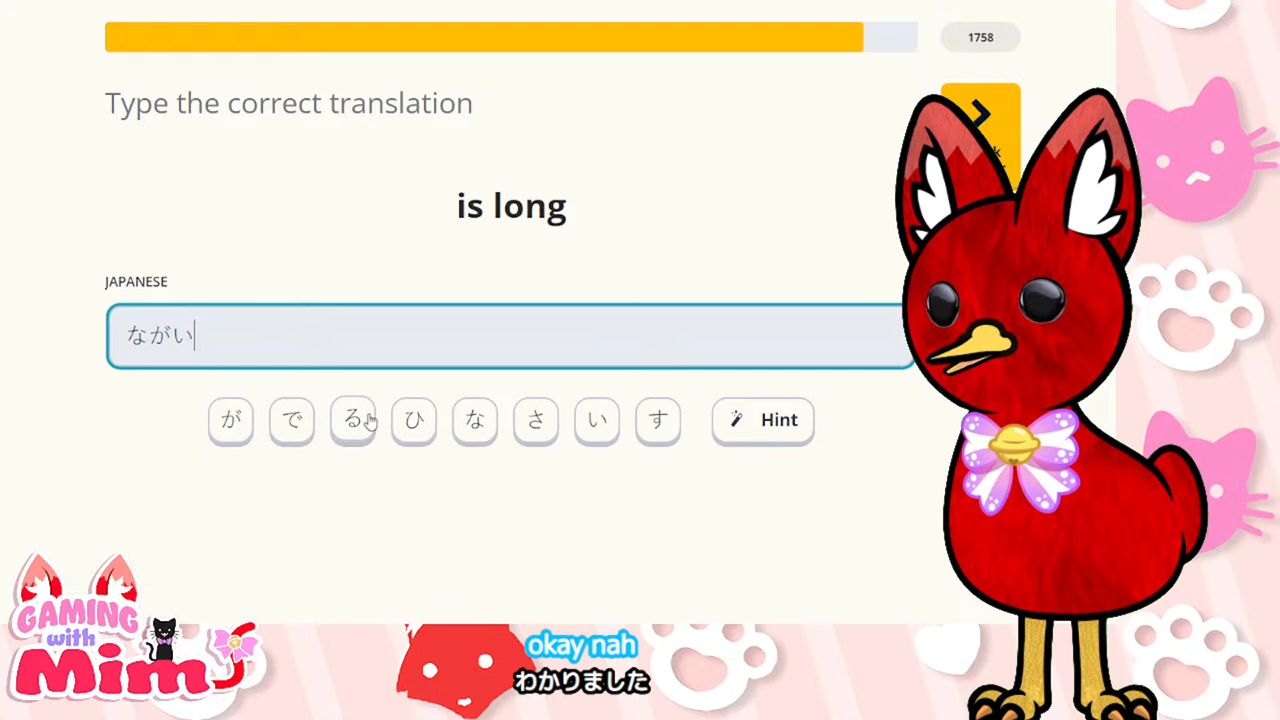 1758
Type the correct translation
is long
JAPANESE
ながい
が で る ひ な さ い す Hint
GAMING
with
Mim
okay nah
わかりました